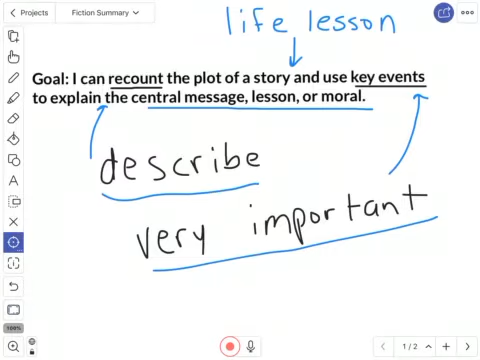 Projects
Fiction Summary
life lesson
Goal: I can recount the plot of a story and use key events
to explain the central message, lesson, or moral.
describe
very important
100%
1 / 2